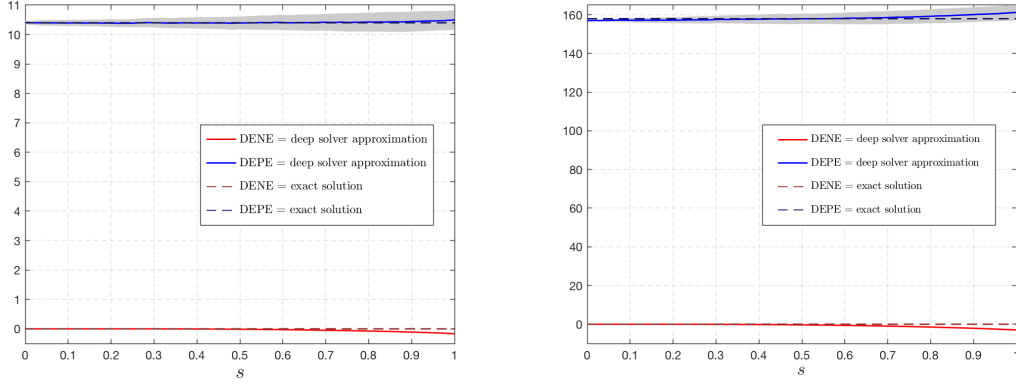 11
10
9
8
7
6
5
4
3
2
1
0
DENE = deep solver approximation
DEPE = deep solver approximation
DENE = exact solution
DEPE = exact solution
0 0.1 0.2 0.3 0.4 0.5 0.6 0.7 0.8 0.9 1
s
160
140
120
100
80
60
40
20
0
DENE = deep solver approximation
DEPE = deep solver approximation
DENE = exact solution
DEPE = exact solution
0 0.1 0.2 0.3 0.4 0.5 0.6 0.7 0.8 0.9 1
s